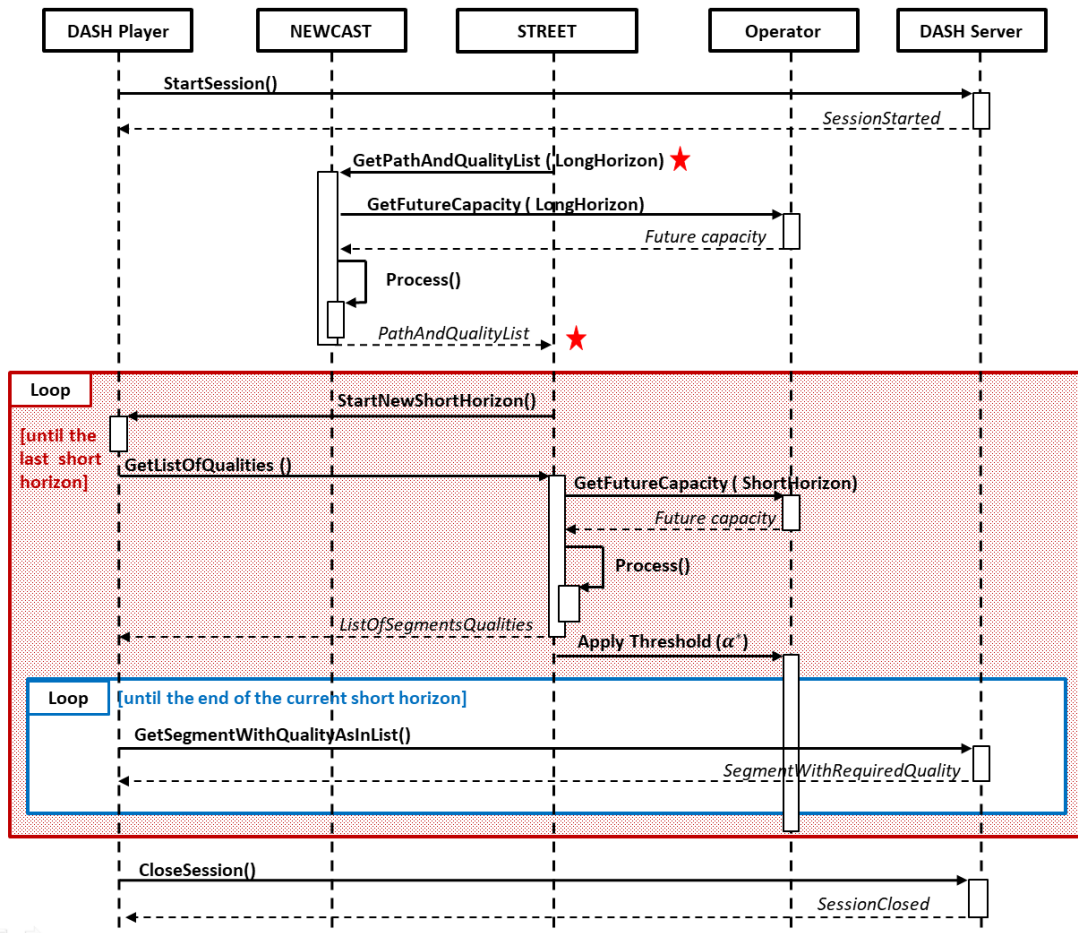 DASH Player NEWCAST STREET Operator DASH Server
StartSession()
SessionStarted
GetPathAndQualityList ( LongHorizon)
GetFutureCapacity ( LongHorizon)
Future capacity
Process()
PathAndQualityList
Loop
StartNewShortHorizon()
[until the
last short
horizon]
GetListOfQualities ()
GetFutureCapacity ( ShortHorizon)
Future capacity
Process()
ListOfSegmentsQualities
Apply Threshold (α*)
Loop [until the end of the current short horizon]
GetSegmentWithQualityAsInList()
SegmentWithRequiredQuality
CloseSession()
SessionClosed